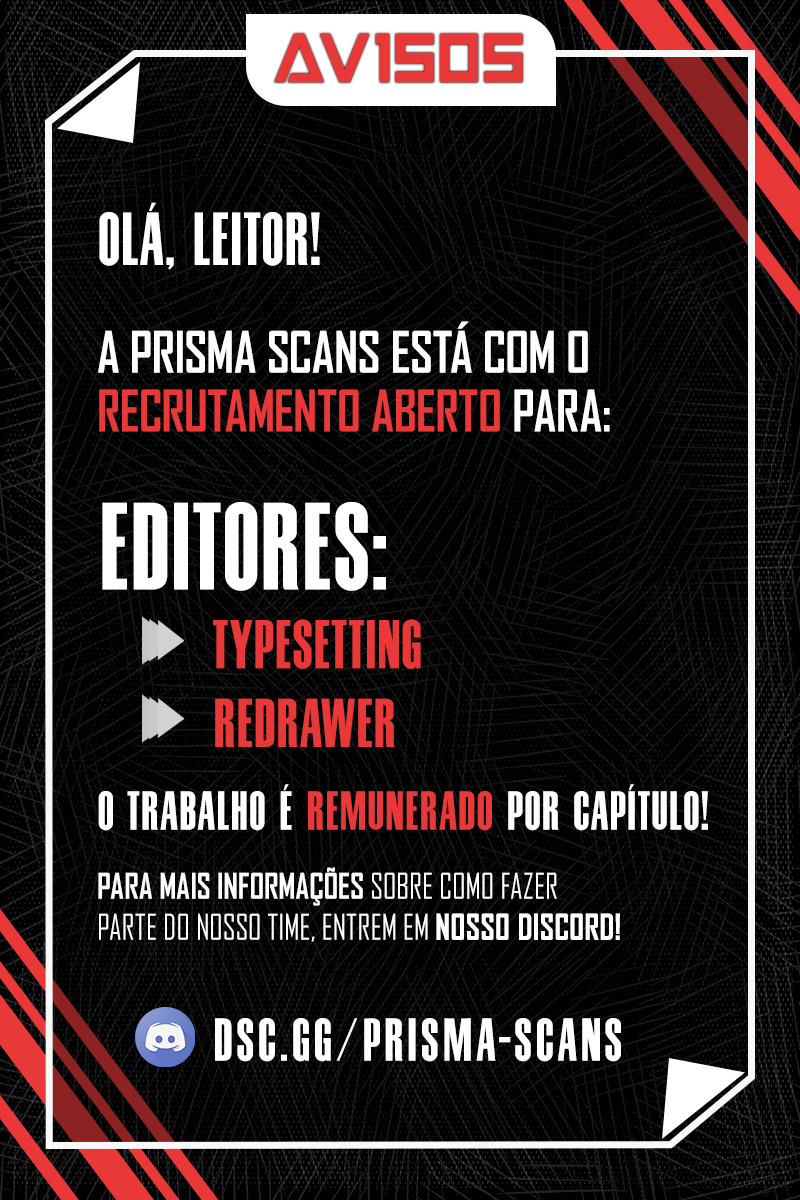 AVISOS
OLÁ, LEITOR!
A PRISMA SCANS ESTÁ COM O
RECRUTAMENTO ABERTO PARA:
EDITORES:
TYPESETTING
REDRAWER
O TRABALHO É REMUNERADO POR CAPÍTULO!
PARA MAIS INFORMAÇÕES SOBRE COMO FAZER
PARTE DO NOSSO TIME, ENTREM EM NOSSO DISCORD!
DSC.GG/PRISMA-SCANS